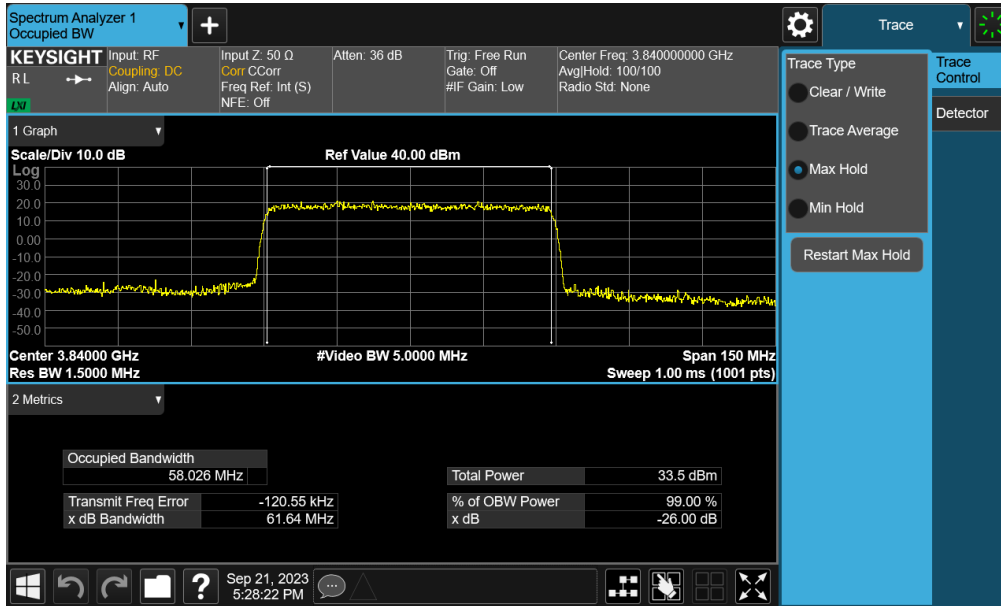 Spectrum Analyzer 1
Occupied BW
+
Trace
KEYSIGHT Input: RF Input Z: 50 Ω Atten: 36 dB Trig: Free Run Center Freq: 3.840000000 GHz
R L Coupling: DC Corr CCorr Gate: Off Avg|Hold: 100/100
Align: Auto Freq Ref: Int (S) #IF Gain: Low Radio Std: None
LXI NFE: Off
1 Graph
Scale/Div 10.0 dB Ref Value 40.00 dBm
Log
30.0
20.0
10.0
0.00
-10.0
-20.0
-30.0
-40.0
-50.0
Center 3.84000 GHz #Video BW 5.0000 MHz Span 150 MHz
Res BW 1.5000 MHz Sweep 1.00 ms (1001 pts)
2 Metrics
Occupied Bandwidth
58.026 MHz Total Power 33.5 dBm
Transmit Freq Error -120.55 kHz % of OBW Power 99.00 %
x dB Bandwidth 61.64 MHz x dB -26.00 dB
? Sep 21, 2023
5:28:22 PM
Trace Type
Clear / Write
Trace Average
Max Hold
Min Hold
Restart Max Hold
Trace
Control
Detector